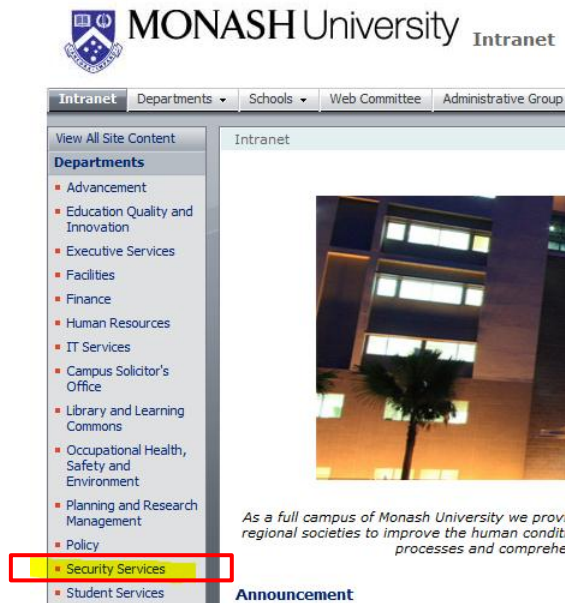 MONASH University Intranet
Intranet Departments Schools Web Committee Administrative Group
View All Site Content
Intranet
Departments
Advancement
Education Quality and
Innovation
Executive Services
Facilities
Finance
Human Resources
IT Services
Campus Solicitor's
Office
Library and Learning
Commons
Occupational Health,
Safety and
Environment
Planning and Research
Management
Policy
Security Services
Student Services
As a full campus of Monash University we provi
regional societies to improve the human condit
processes and comprehe
Announcement